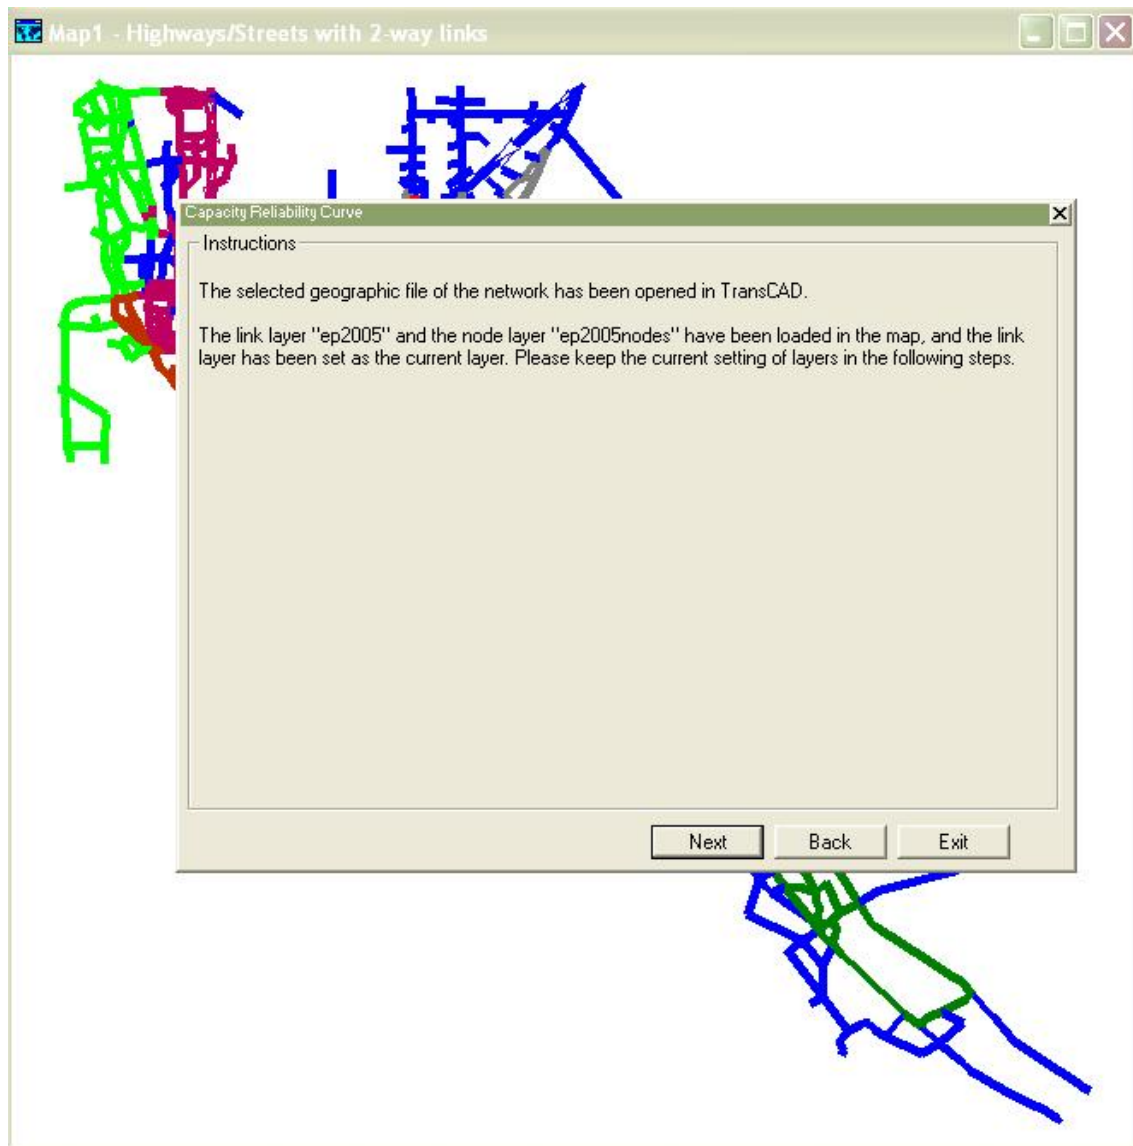 Map1 - Highways/Streets with 2-way links
Capacity Reliability Curve
Instructions
The selected geographic file of the network has been opened in TransCAD.
The link layer "ep2005" and the node layer "ep2005nodes" have been loaded in the map, and the link
layer has been set as the current layer. Please keep the current setting of layers in the following steps.
Next Back Exit